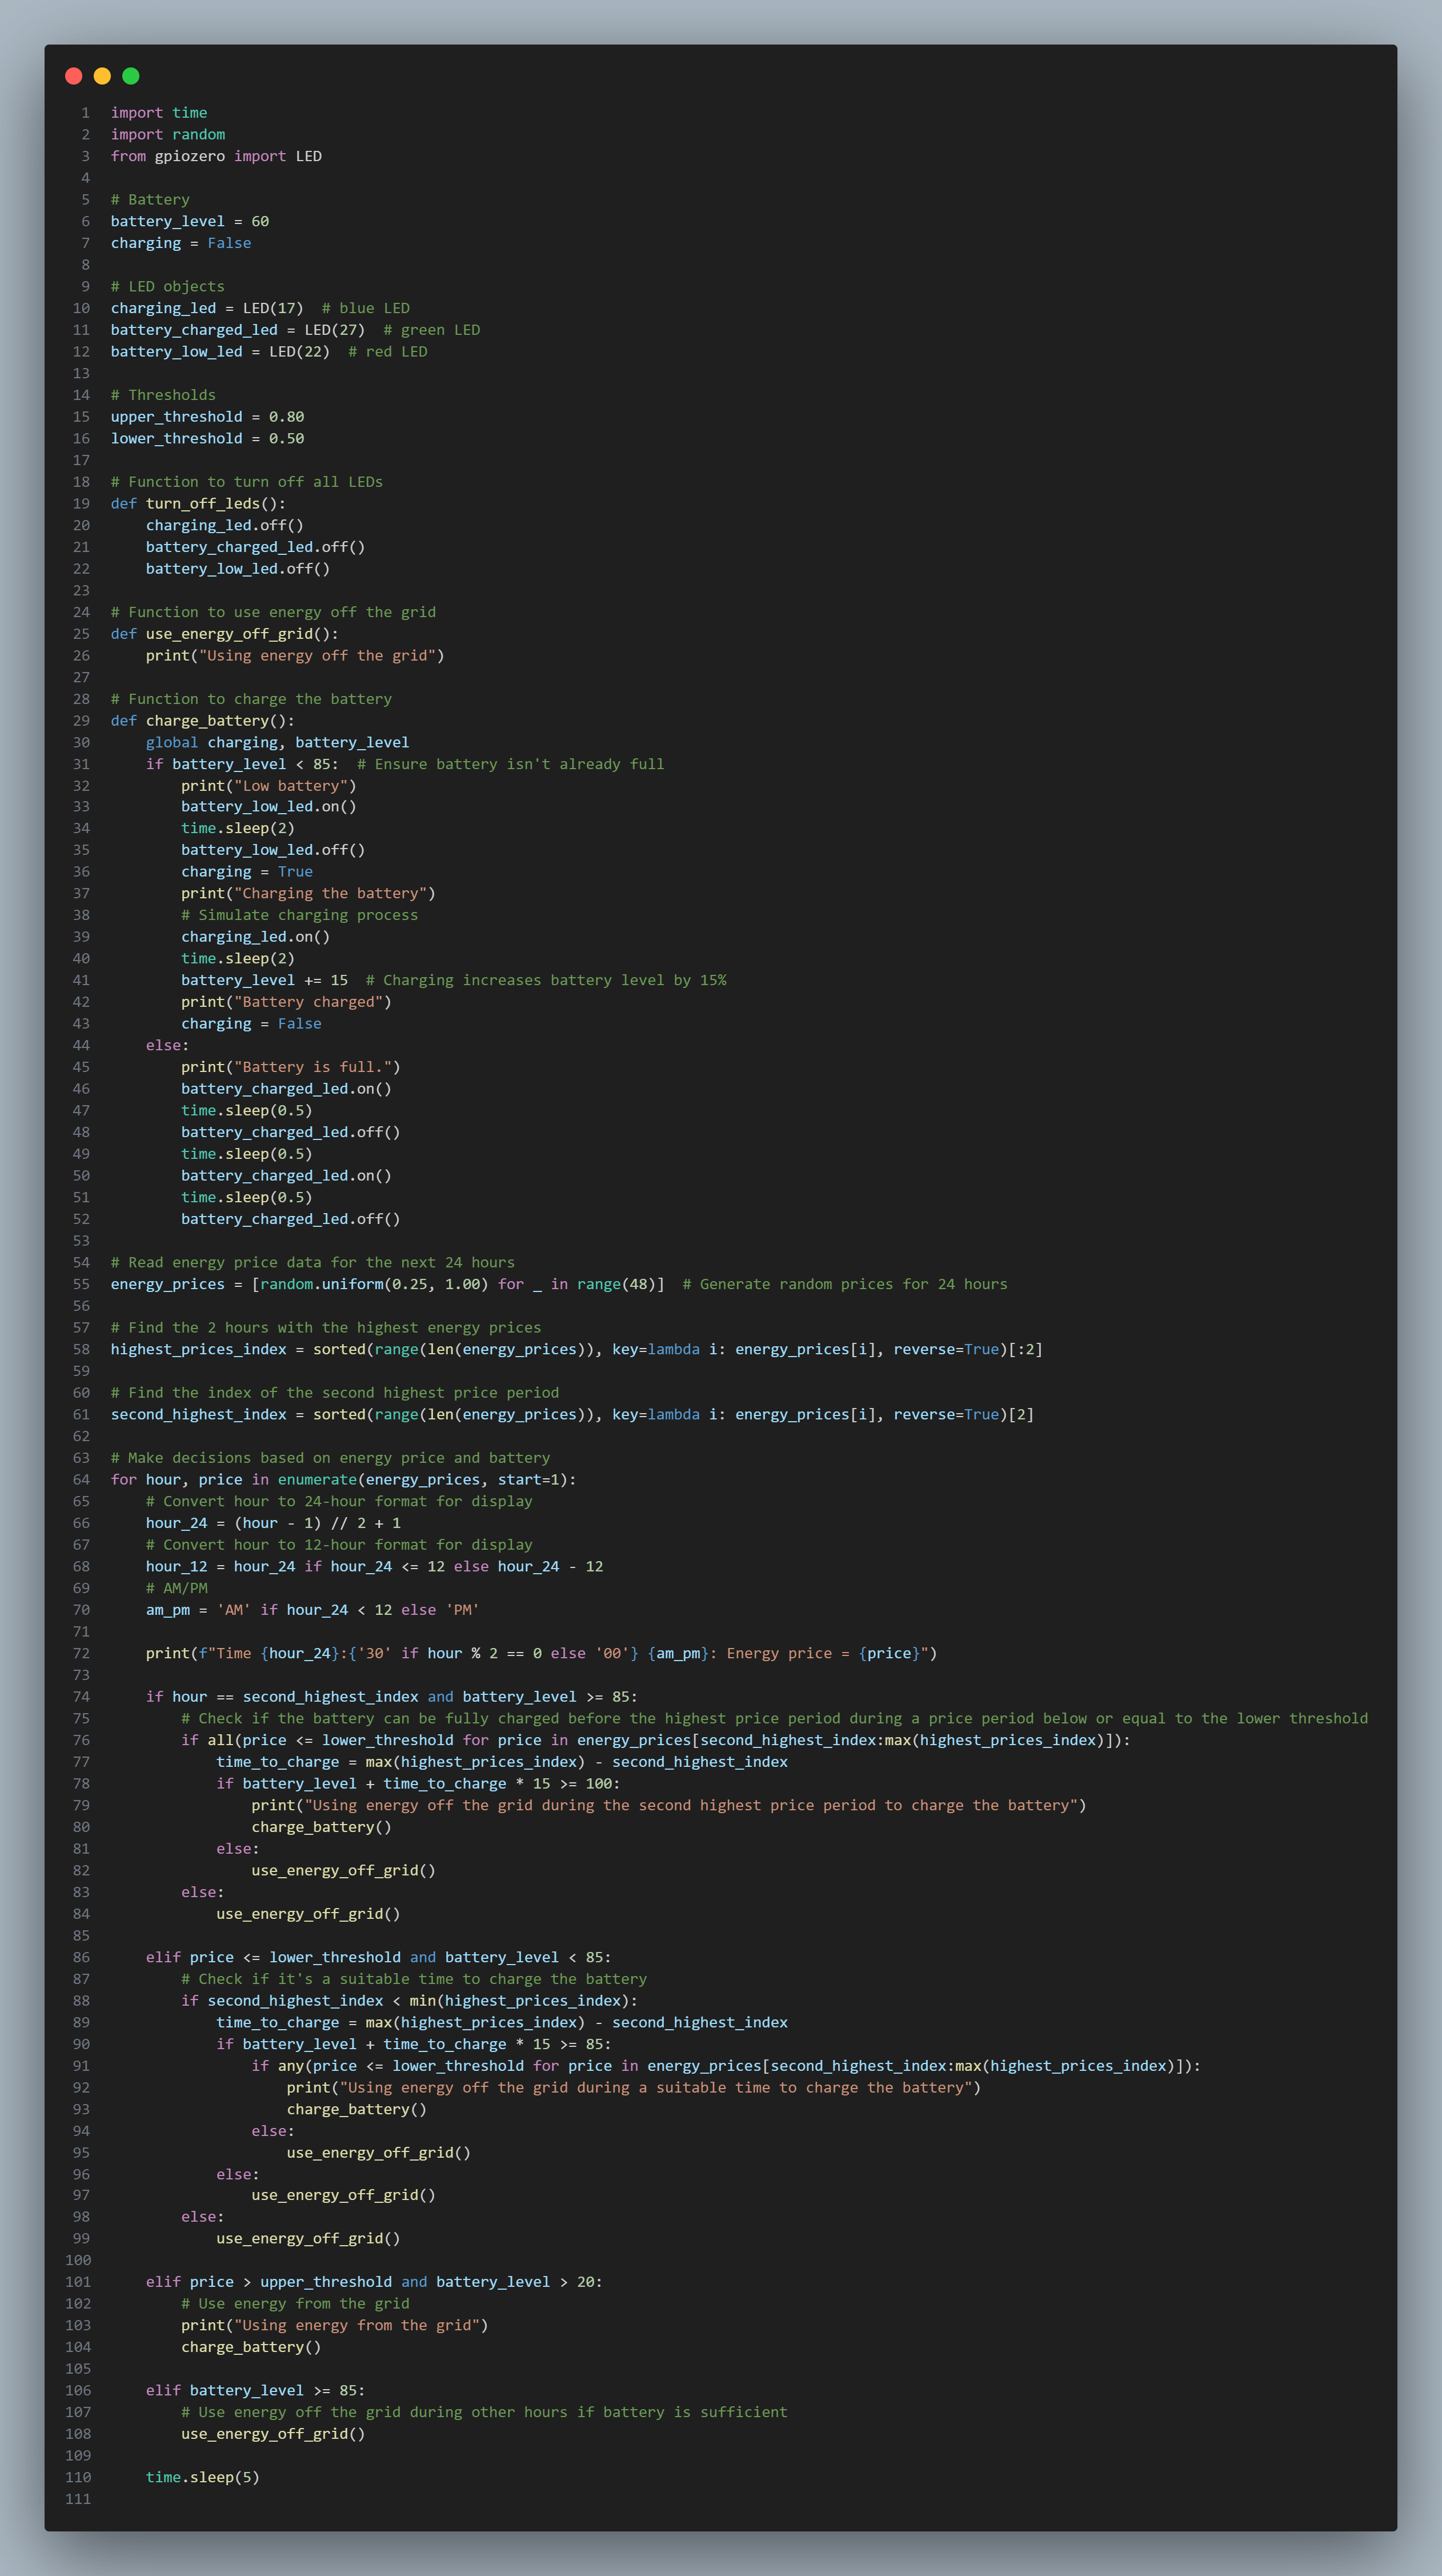 1 import time
2 import random
3 from gpiozero import LED
4
5 # Battery
6 battery_level = 60
7 charging = False
8
9 # LED objects
10 charging_led = LED(17)  # blue LED
11 battery_charged_led = LED(27)  # green LED
12 battery_low_led = LED(22)  # red LED
13
14 # Thresholds
15 upper_threshold = 0.80
16 lower_threshold = 0.50
17
18 # Function to turn off all LEDs
19 def turn_off_leds():
20     charging_led.off()
21     battery_charged_led.off()
22     battery_low_led.off()
23
24 # Function to use energy off the grid
25 def use_energy_off_grid():
26     print("Using energy off the grid")
27
28 # Function to charge the battery
29 def charge_battery():
30     global charging, battery_level
31     if battery_level < 85:  # Ensure battery isn't already full
32         print("Low battery")
33         battery_low_led.on()
34         time.sleep(2)
35         battery_low_led.off()
36         charging = True
37         print("Charging the battery")
38         # Simulate charging process
39         charging_led.on()
40         time.sleep(2)
41         battery_level += 15  # Charging increases battery level by 15%
42         print("Battery charged")
43         charging = False
44     else:
45         print("Battery is full.")
46         battery_charged_led.on()
47         time.sleep(0.5)
48         battery_charged_led.off()
49         time.sleep(0.5)
50         battery_charged_led.on()
51         time.sleep(0.5)
52         battery_charged_led.off()
53
54 # Read energy price data for the next 24 hours
55 energy_prices = [random.uniform(0.25, 1.00) for _ in range(48)]  # Generate random prices for 24 hours
56
57 # Find the 2 hours with the highest energy prices
58 highest_prices_index = sorted(range(len(energy_prices)), key=lambda i: energy_prices[i], reverse=True)[:2]
59
60 # Find the index of the second highest price period
61 second_highest_index = sorted(range(len(energy_prices)), key=lambda i: energy_prices[i], reverse=True)[2]
62
63 # Make decisions based on energy price and battery
64 for hour, price in enumerate(energy_prices, start=1):
65     # Convert hour to 24-hour format for display
66     hour_24 = (hour - 1) // 2 + 1
67     # Convert hour to 12-hour format for display
68     hour_12 = hour_24 if hour_24 <= 12 else hour_24 - 12
69     # AM/PM
70     am_pm = 'AM' if hour_24 < 12 else 'PM'
71
72     print(f"Time {hour_24}:{'30' if hour % 2 == 0 else '00'} {am_pm}: Energy price = {price}")
73
74     if hour == second_highest_index and battery_level >= 85:
75         # Check if the battery can be fully charged before the highest price period during a price period below or equal to the lower threshold
76         if all(price <= lower_threshold for price in energy_prices[second_highest_index:max(highest_prices_index)]):
77             time_to_charge = max(highest_prices_index) - second_highest_index
78             if battery_level + time_to_charge * 15 >= 100:
79                 print("Using energy off the grid during the second highest price period to charge the battery")
80                 charge_battery()
81             else:
82                 use_energy_off_grid()
83         else:
84             use_energy_off_grid()
85
86     elif price <= lower_threshold and battery_level < 85:
87         # Check if it's a suitable time to charge the battery
88         if second_highest_index < min(highest_prices_index):
89             time_to_charge = max(highest_prices_index) - second_highest_index
90             if battery_level + time_to_charge * 15 >= 85:
91                 if any(price <= lower_threshold for price in energy_prices[second_highest_index:max(highest_prices_index)]):
92                     print("Using energy off the grid during a suitable time to charge the battery")
93                     charge_battery()
94                 else:
95                     use_energy_off_grid()
96             else:
97                 use_energy_off_grid()
98         else:
99             use_energy_off_grid()
100
101     elif price > upper_threshold and battery_level > 20:
102         # Use energy from the grid
103         print("Using energy from the grid")
104         charge_battery()
105
106     elif battery_level >= 85:
107         # Use energy off the grid during other hours if battery is sufficient
108         use_energy_off_grid()
109
110     time.sleep(5)
111